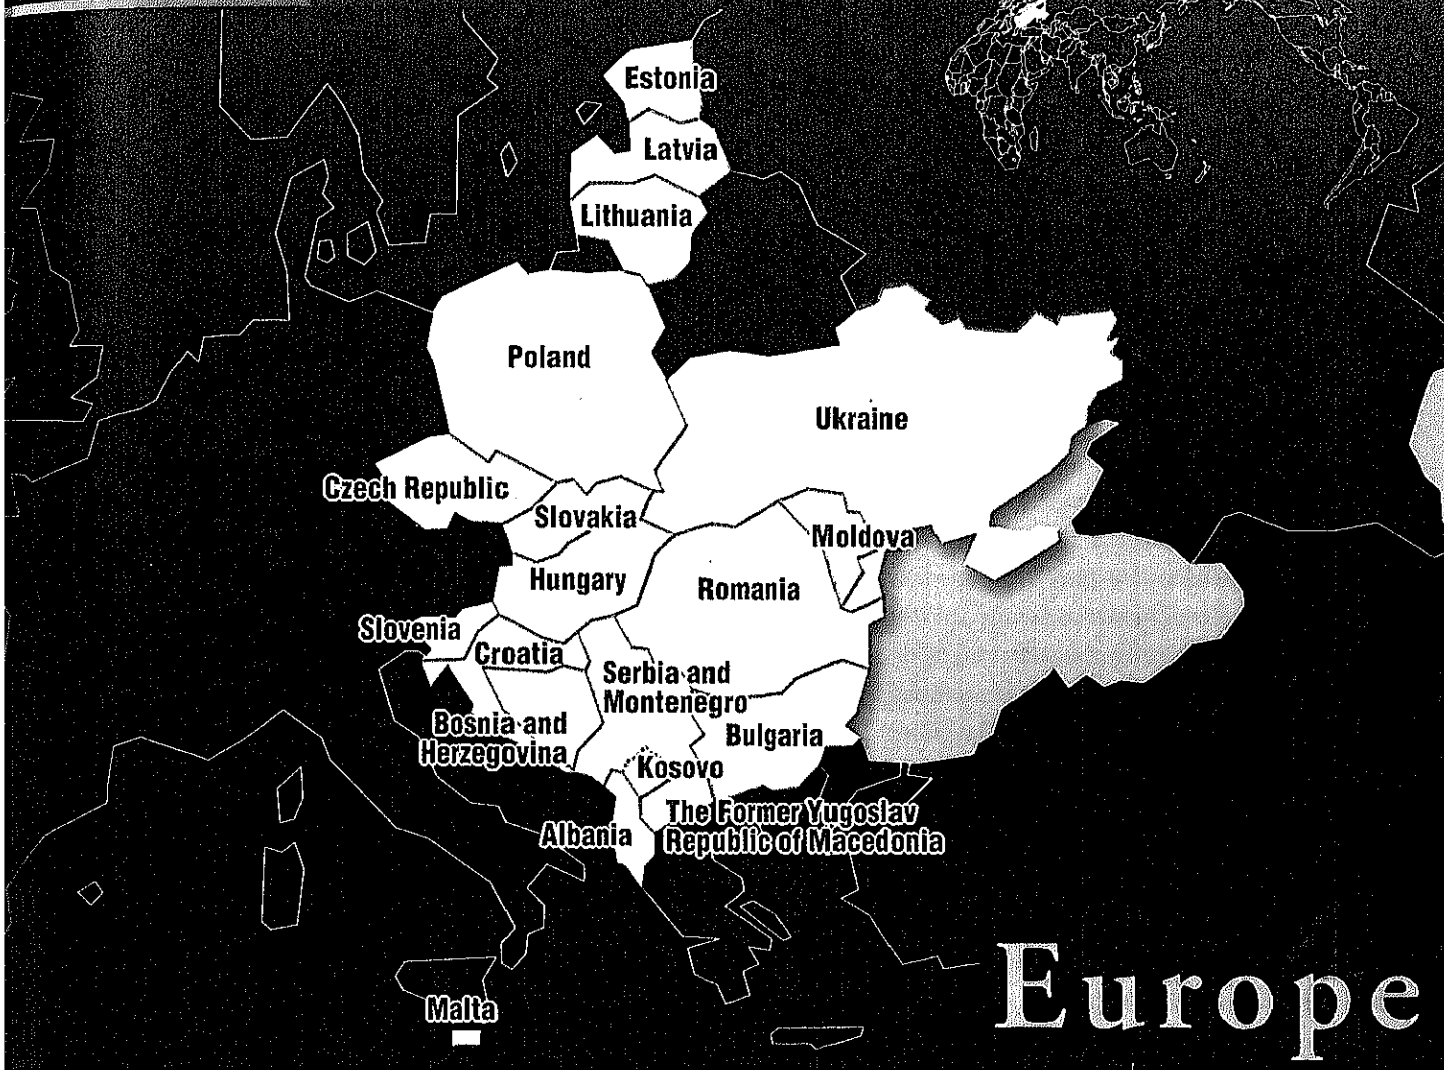 Estonia
Latvia
Lithuania
Poland
Ukraine
Czech Republic
Slovakia
Moldova
Hungary
Romania
Slovenia
Croatia
Serbia and
Montenegro
Bosnia and
Herzegovina
Bulgaria
Kosovo
The Former Yugoslav
Republic of Macedonia
Albania
Malta
Europe